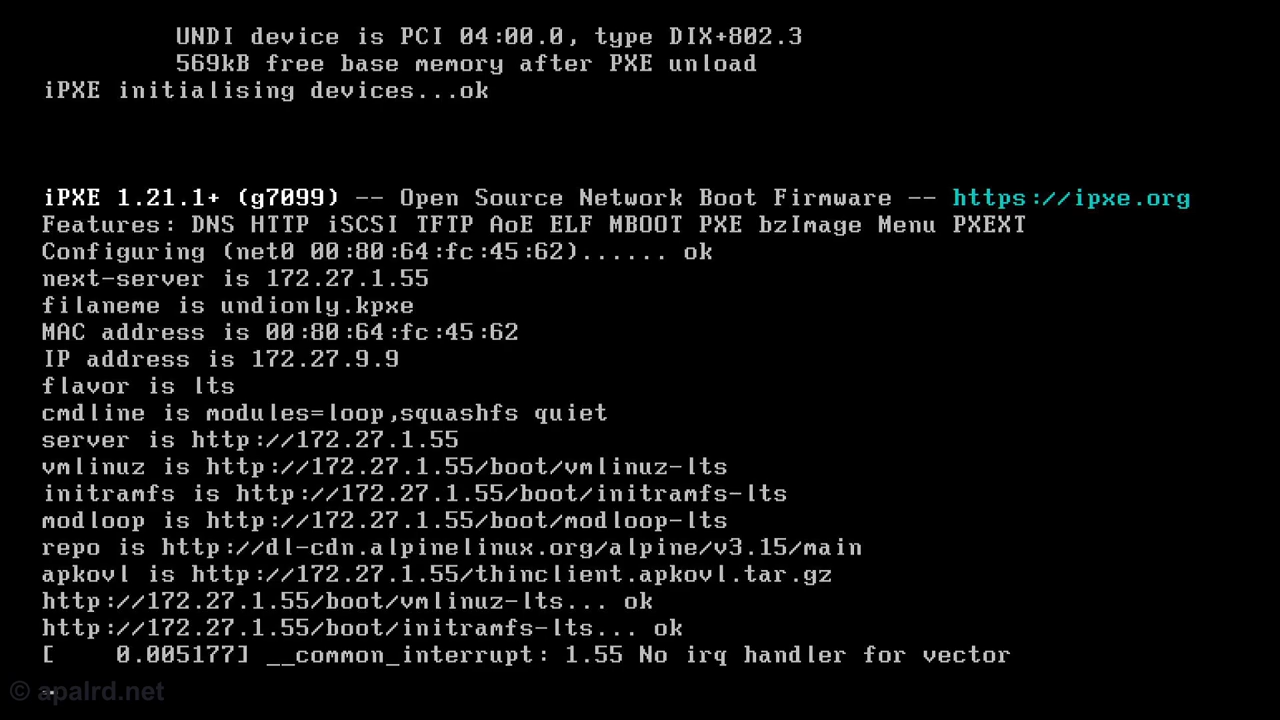 UNDI device is PCI 04:00.0, type DIX+802.3
569kB free base memory after PXE unload
iPXE initialising devices...ok
iPXE 1.21.1+ (g7099) -- Open Source Network Boot Firmware -- https://ipxe.org
Features: DNS HTTP iSCSI TFTP AoE ELF MBOOT PXE bzImage Menu PXEXT
Configuring (net0 00:80:64:fc:45:62)...... ok
next-server is 172.27.1.55
filaneme is undionly.kpxe
MAC address is 00:80:64:fc:45:62
IP address is 172.27.9.9
flavor is lts
cmdline is modules=loop,squashfs quiet
server is http://172.27.1.55
vmlinuz is http://172.27.1.55/boot/vmlinuz-lts
initramfs is http://172.27.1.55/boot/initramfs-lts
modloop is http://172.27.1.55/boot/modloop-lts
repo is http://dl-cdn.alpinelinux.org/alpine/v3.15/main
apkovl is http://172.27.1.55/thinclient.apkovl.tar.gz
http://172.27.1.55/boot/vmlinuz-lts... ok
http://172.27.1.55/boot/initramfs-lts... ok
[    0.005177] __common_interrupt: 1.55 No irq handler for vector
© apalrd.net